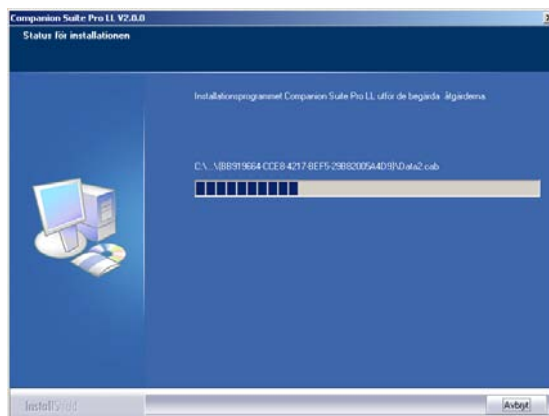 Companion Suite Pro LL V2.0.0
Status för installationen
Installationsprogrammet Companion Suite Pro LL utför de begärda åtgärderna
C:\...\{BB919664-CCE8-4217-BEF5-29B82005A4D9}\Data2.cab
InstallShield
Avbryt